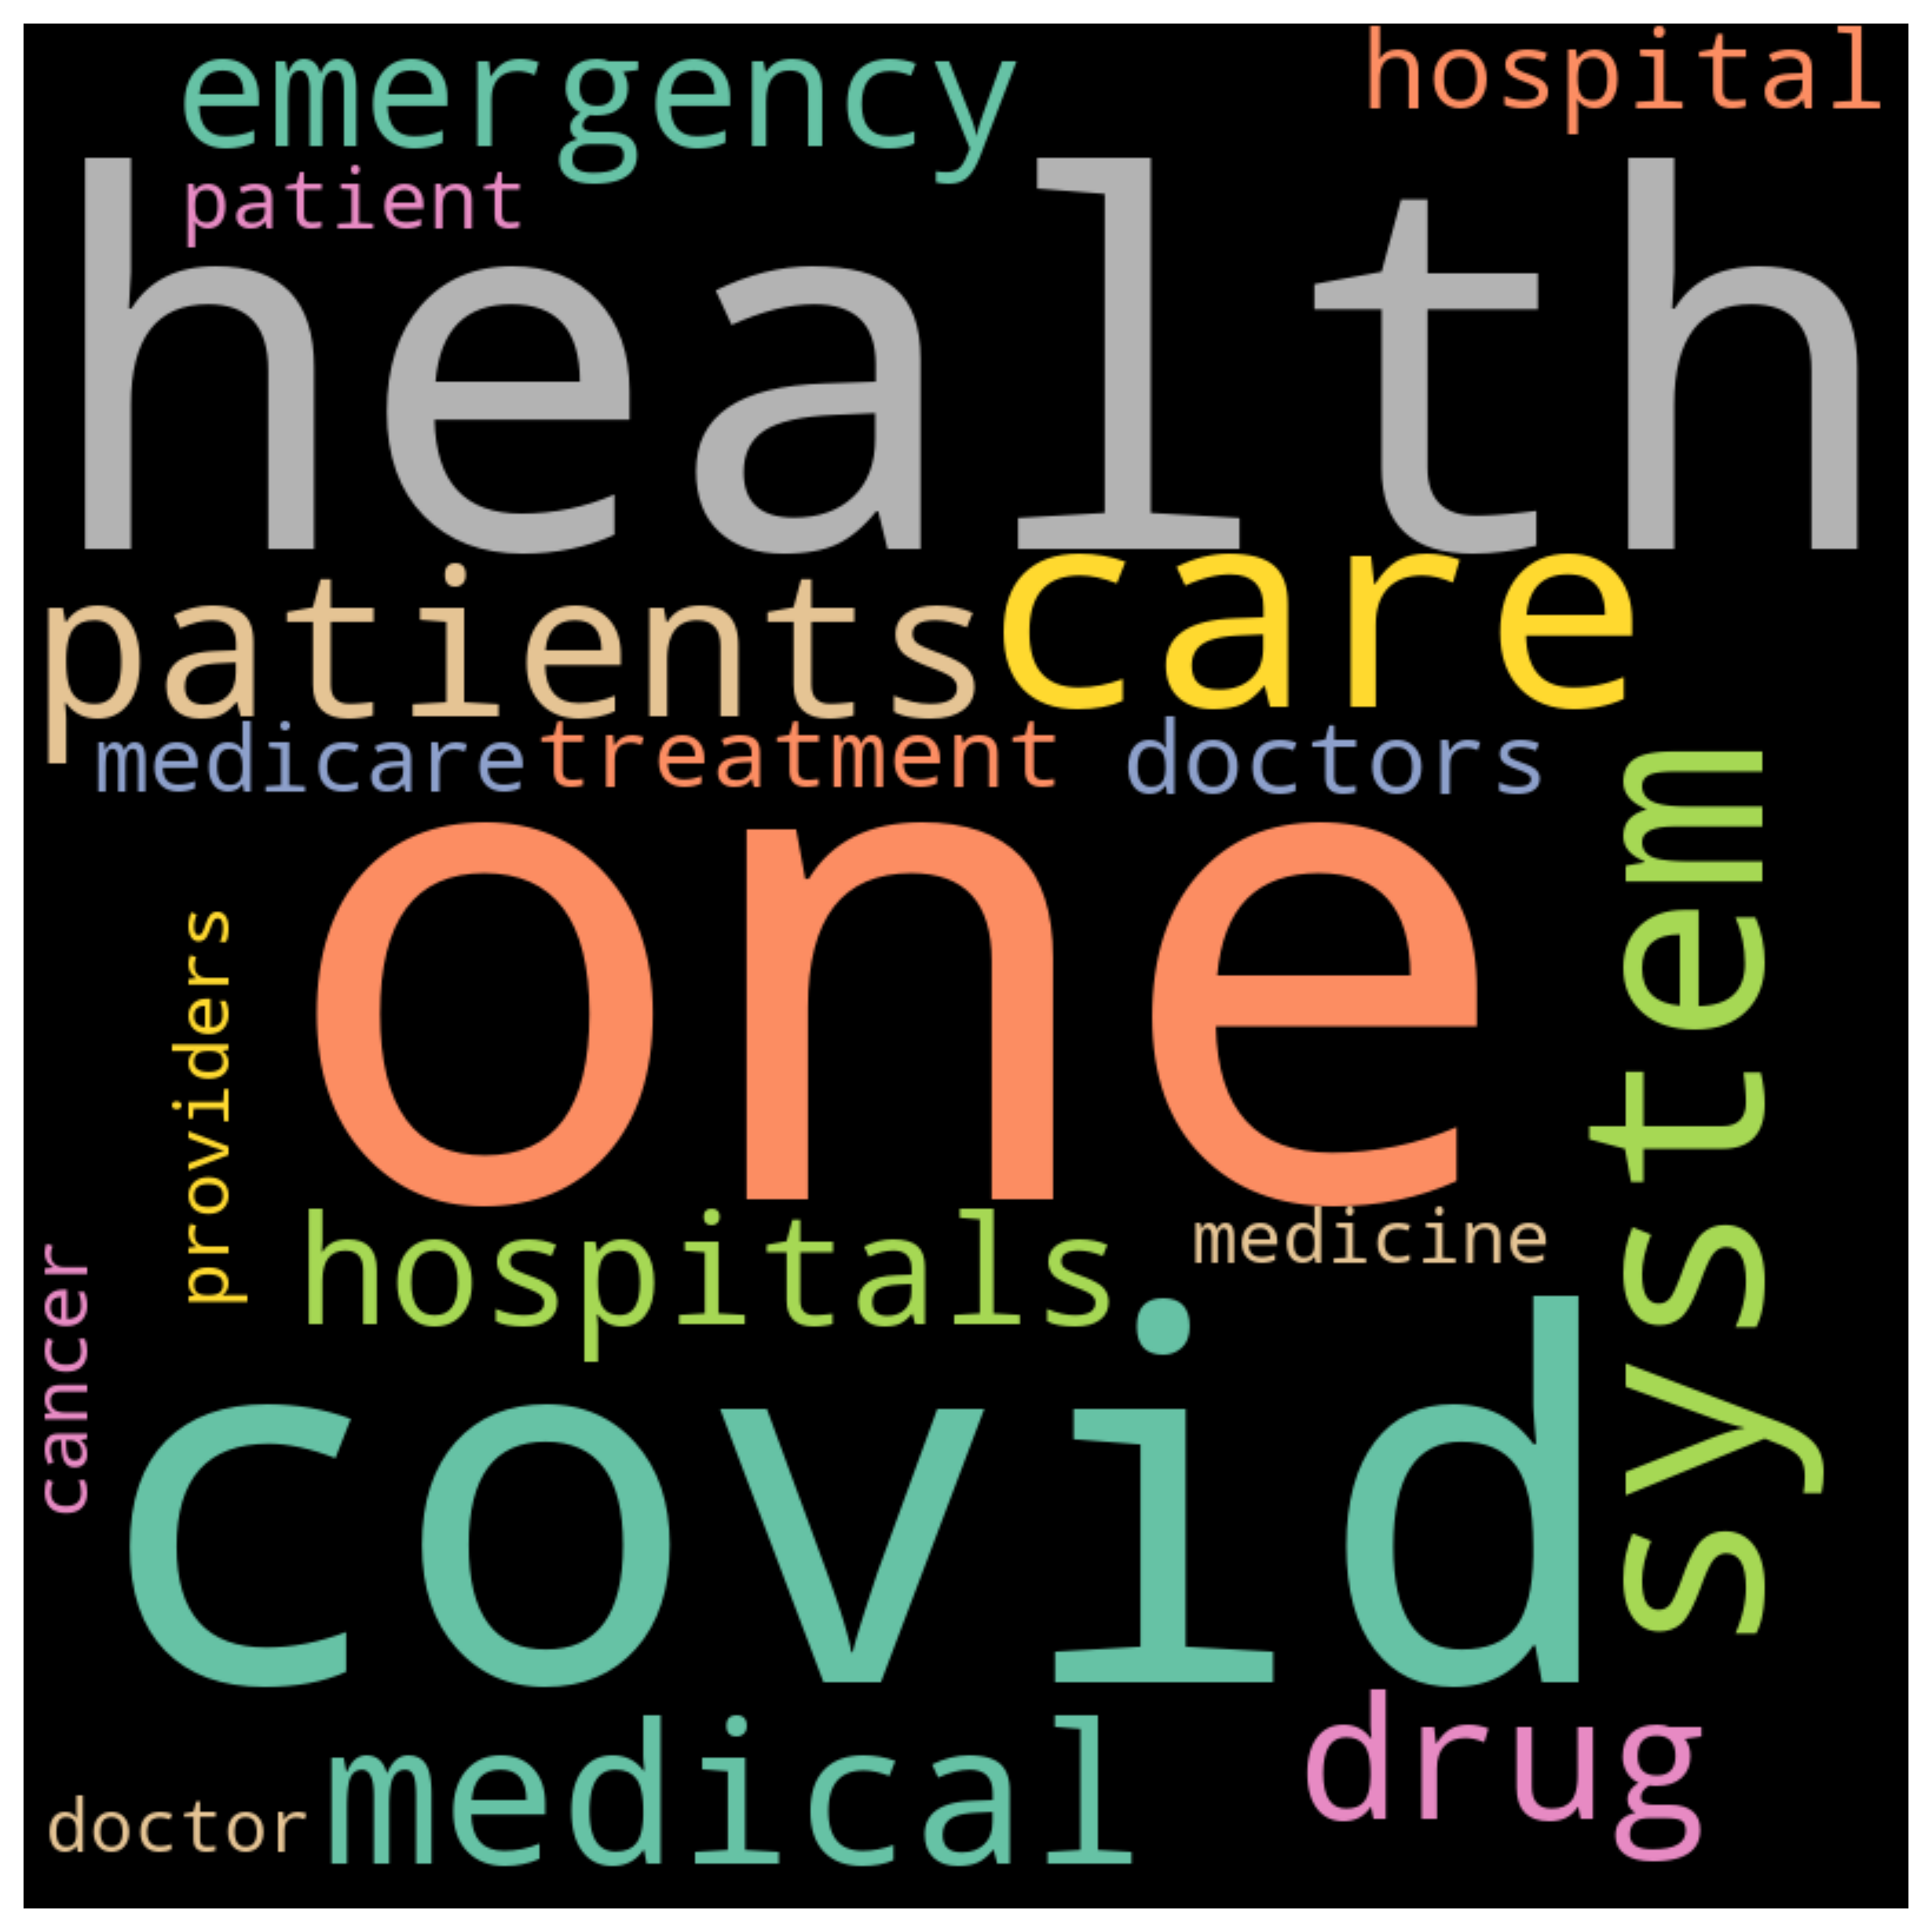 emergency
hospital
patient
health
patients
care
medicare
treatment
doctors
one
system
providers
hospitals
medicine
cancer
covid
medical
drug
doctor